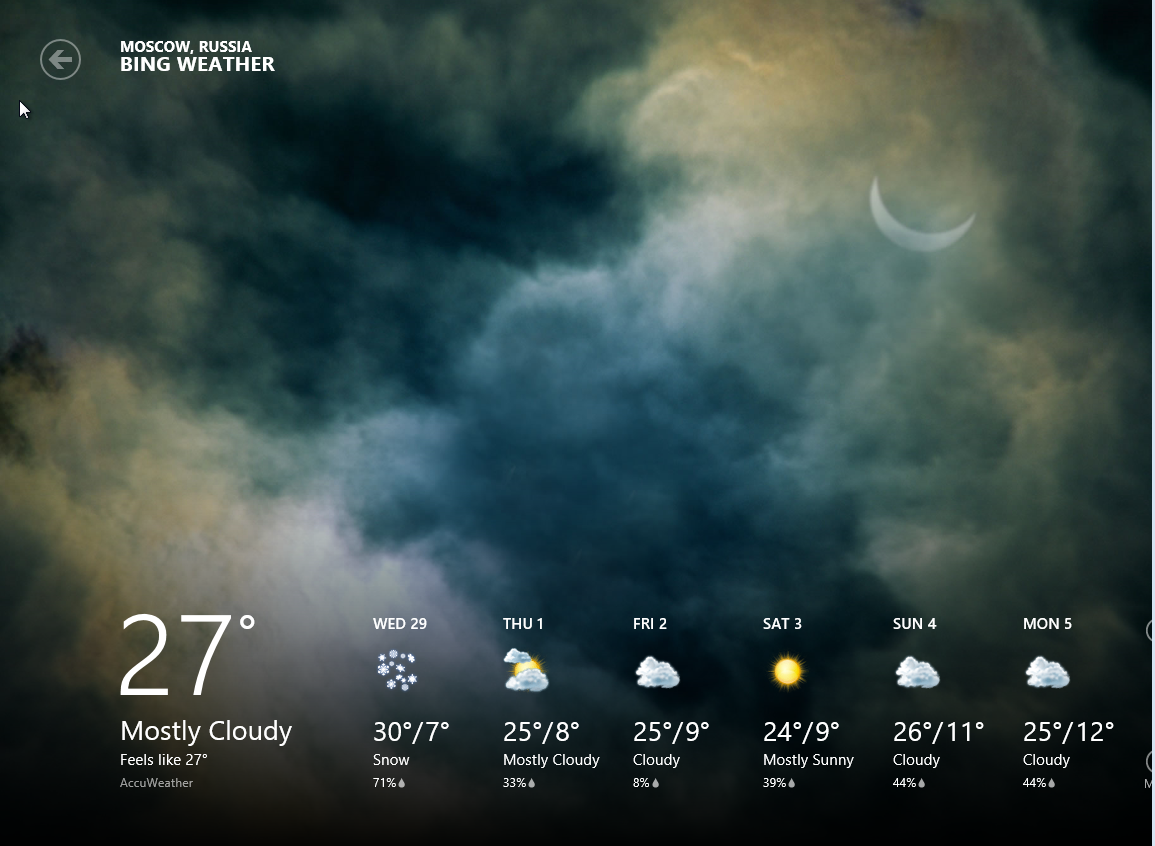 MOSCOW, RUSSIA
BING WEATHER
27°
Mostly Cloudy
Feels like 27°
AccuWeather
WED 29
30°/7°
Snow
71%
THU 1
25°/8°
Mostly Cloudy
33%
FRI 2
25°/9°
Cloudy
8%
SAT 3
24°/9°
Mostly Sunny
39%
SUN 4
26°/11°
Cloudy
44%
MON 5
25°/12°
Cloudy
44%